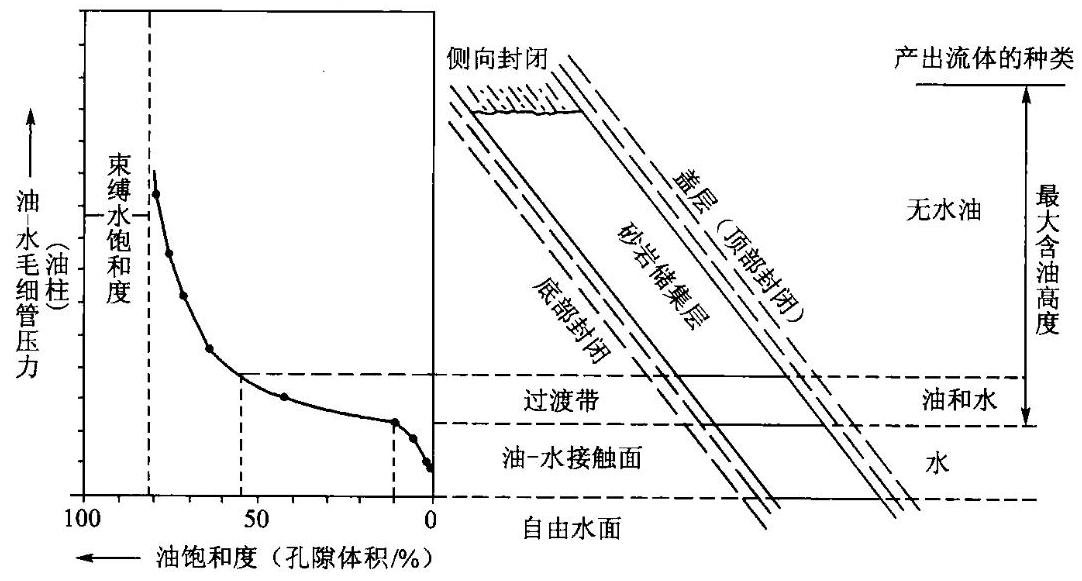 侧向封闭
产出流体的种类
油-水毛细管压力
（油柱）
束缚水饱和度
盖层（顶部封闭）
砂岩储集层
底部封闭
无水油
最大含油高度
过渡带
油和水
油-水接触面
水
自由水面
100
50
0
油饱和度（孔隙体积/%）